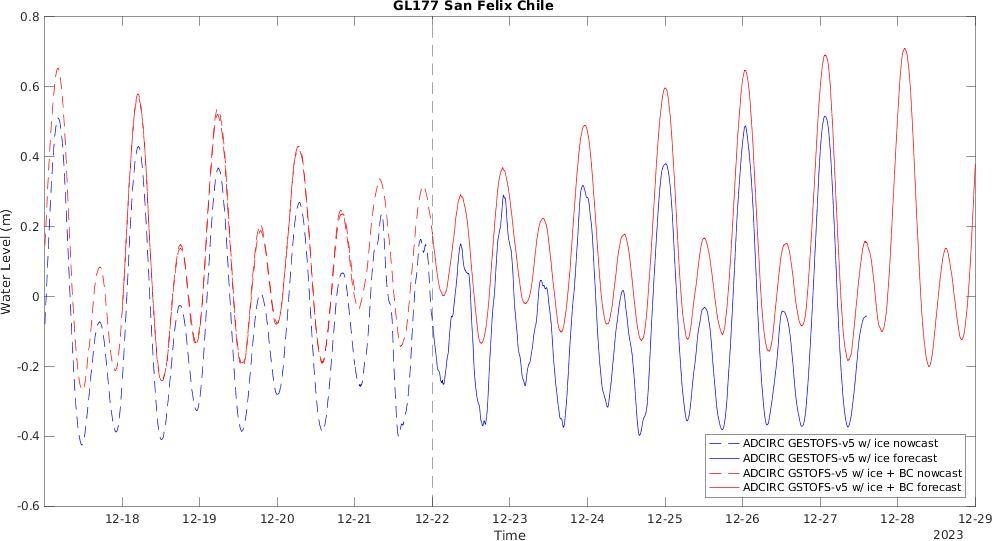 GL177 San Felix Chile
0.8
0.6
0.4
0.2
0
-0.2
-0.4
-0.6
Water Level (m)
ADCIRC GESTOFS-v5 w/ ice nowcast
ADCIRC GESTOFS-v5 w/ ice forecast
ADCIRC GSTOFS-v5 w/ ice + BC nowcast
ADCIRC GSTOFS-v5 w/ ice + BC forecast
12-18 12-19 12-20 12-21 12-22 12-23 12-24 12-25 12-26 12-27 12-28 12-29
Time
2023